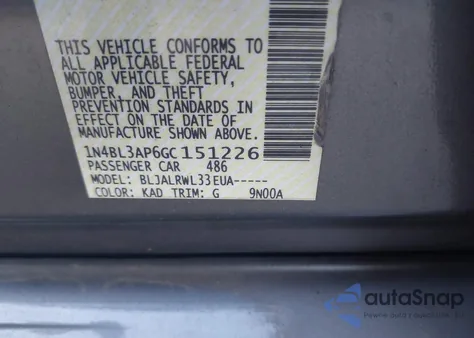 THIS VEHICLE CONFORMS TO
ALL APPLICABLE FEDERAL
MOTOR VEHICLE SAFETY,
BUMPER, AND THEFT
PREVENTION STANDARDS IN
EFFECT ON THE DATE OF
MANUFACTURE SHOWN ABOVE.
1N4BL3AP6GC151226
PASSENGER CAR 486
MODEL: BLJALRWL33EUA-----
COLOR: KAD TRIM: G 9N00A
autoSnap